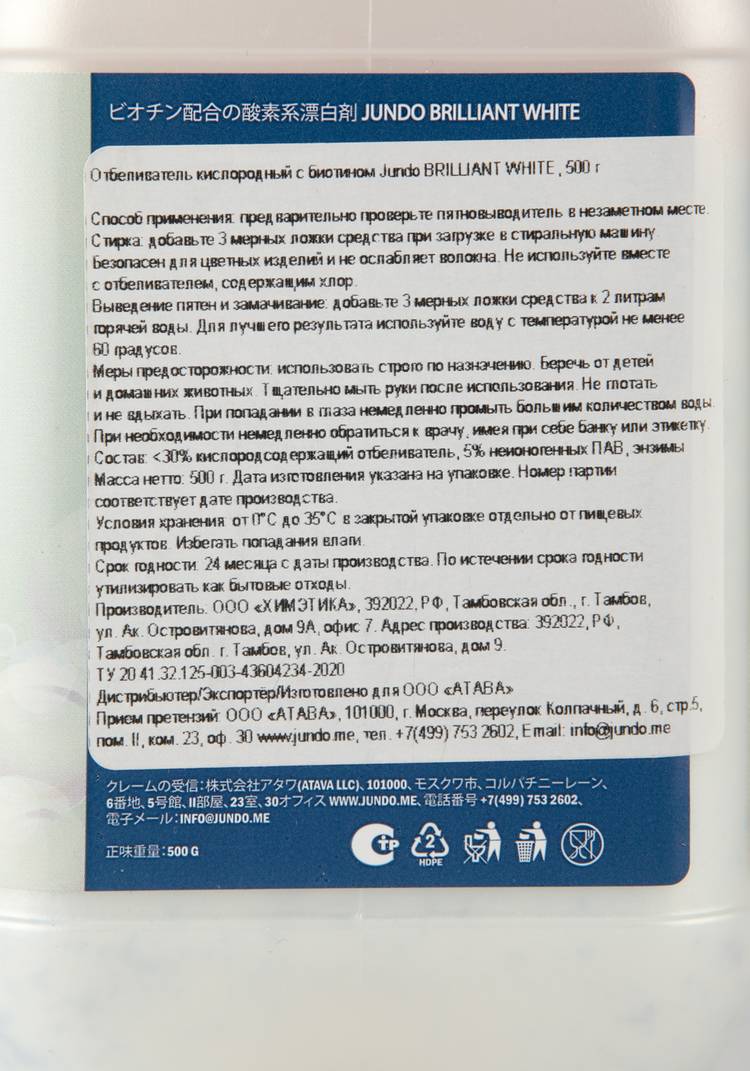 ビオチン配合の酸素系漂白剤 JUNDO BRILLIANT WHITE
Отбеливатель кислородный с биотином Jundo BRILLIANT WHITE , 500 г
Способ применения: предварительно проверьте пятновыводитель в незаметном месте.
Стирка: добавьте 3 мерных ложки средства при загрузке в стиральную машину.
Безопасен для цветных изделий и не ослабляет волокна. Не используйте вместе
с отбеливателем, содержащим хлор.
Выведение пятен и замачивание: добавьте 3 мерных ложки средства к 2 литрам
горячей воды. Для лучшего результата используйте воду с температурой не менее
60 градусов.
Меры предосторожности: использовать строго по назначению. Беречь от детей
и домашних животных. Тщательно мыть руки после использования. Не глотать
и не вдыхать. При попадании в глаза немедленно промыть большим количеством воды.
При необходимости немедленно обратиться к врачу, имея при себе банку или этикетку.
Состав: <30% кислородсодержащий отбеливатель, 5% неионогенных ПАВ, энзимы
Масса нетто: 500 г. Дата изготовления указана на упаковке. Номер партии
соответствует дате производства.
Условия хранения: от 0°C до 35°C в закрытой упаковке отдельно от пищевых
продуктов. Избегать попадания влаги.
Срок годности: 24 месяца с даты производства. По истечении срока годности
утилизировать как бытовые отходы.
Производитель: ООО «ХИМЭТИКА», 392022, РФ, Тамбовская обл., г. Тамбов,
ул. Ак. Островитянова, дом 9А, офис 7. Адрес производства: 392022, РФ,
Тамбовская обл. г. Тамбов, ул. Ак. Островитянова, дом 9.
ТУ 20.41.32.125-003-43604234-2020
Дистрибьютер/Экспортёр/Изготовлено для ООО «АТАВА»
Прием претензий: ООО «АТАВА», 101000, г. Москва, переулок Колпачный, д. 6, стр.5,
пом. II, ком. 23, оф. 30 www.jundo.me, тел. +7(499) 753 2602, Email: info@jundo.me
クレームの受信：株式会社アタワ(ATAVA LLC)、101000、モスクワ市、コルパチニーレーン、
6番地、5号館、II部屋、23室、30オフィス WWW.JUNDO.ME、電話番号 +7(499) 753 2602、
電子メール：INFO@JUNDO.ME
正味重量：500 G
СТР
2
HDPE